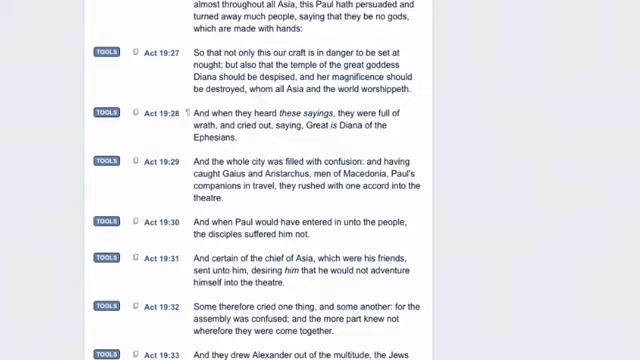 almost throughout all Asia, this Paul hath persuaded and
turned away much people, saying that they be no gods,
which are made with hands:
TOOLS Act 19:27 So that not only this our craft is in danger to be set at
nought; but also that the temple of the great goddess
Diana should be despised, and her magnificence should
be destroyed, whom all Asia and the world worshippeth.
TOOLS Act 19:28 ¶ And when they heard these sayings, they were full of
wrath, and cried out, saying, Great is Diana of the
Ephesians.
TOOLS Act 19:29 And the whole city was filled with confusion: and having
caught Gaius and Aristarchus, men of Macedonia, Paul's
companions in travel, they rushed with one accord into the
theatre.
TOOLS Act 19:30 And when Paul would have entered in unto the people,
the disciples suffered him not.
TOOLS Act 19:31 And certain of the chief of Asia, which were his friends,
sent unto him, desiring him that he would not adventure
himself into the theatre.
TOOLS Act 19:32 Some therefore cried one thing, and some another: for the
assembly was confused; and the more part knew not
wherefore they were come together.
TOOLS Act 19:33 And they drew Alexander out of the multitude, the Jews